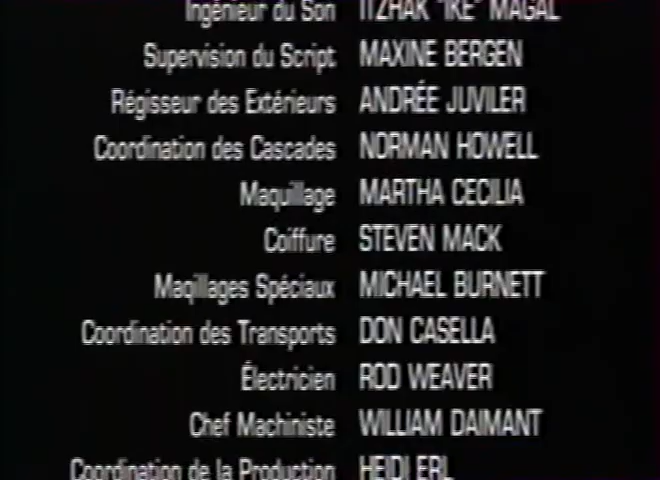 Ingénieur du Son ITZHAK "IKE" MAGAL
Supervision du Script MAXINE BERGEN
Régisseur des Extérieurs ANDRÉE JUVILER
Coordination des Cascades NORMAN HOWELL
Maquillage MARTHA CECILIA
Coiffure STEVEN MACK
Maqillages Spéciaux MICHAEL BURNETT
Coordination des Transports DON CASELLA
Électricien ROD WEAVER
Chef Machiniste WILLIAM DAIMANT
Coordination de la Production HEIDI ERL